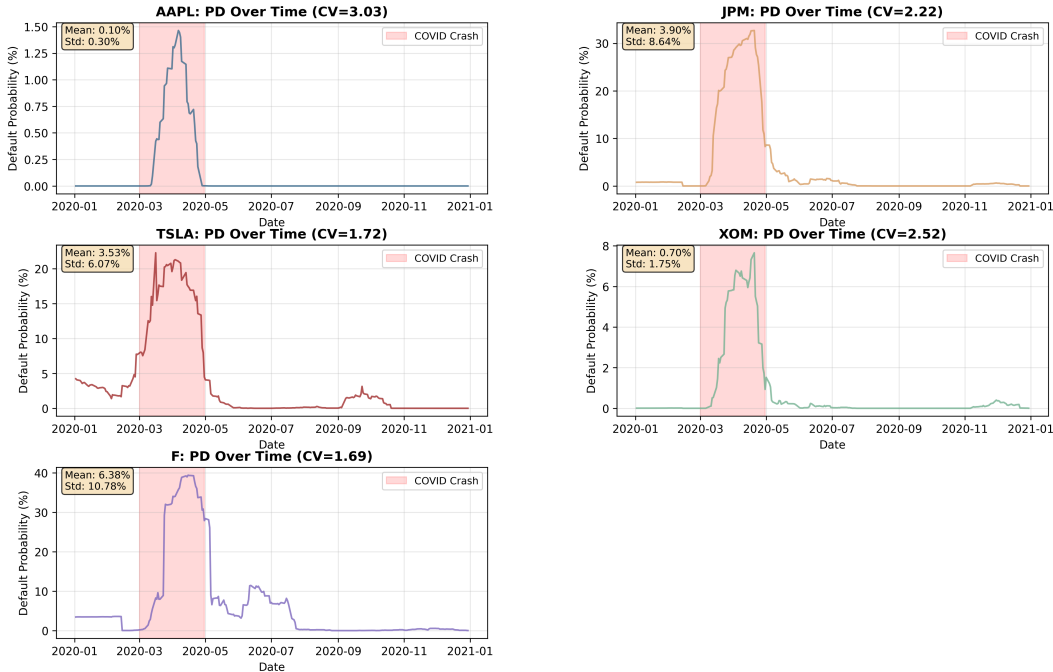 AAPL: PD Over Time (CV=3.03)
Mean: 0.10%
Std: 0.30%
COVID Crash
Default Probability (%)
1.50
1.25
1.00
0.75
0.50
0.25
0.00
2020-01 2020-03 2020-05 2020-07 2020-09 2020-11 2021-01
Date
JPM: PD Over Time (CV=2.22)
Mean: 3.90%
Std: 8.64%
COVID Crash
Default Probability (%)
30
20
10
0
2020-01 2020-03 2020-05 2020-07 2020-09 2020-11 2021-01
Date
TSLA: PD Over Time (CV=1.72)
Mean: 3.53%
Std: 6.07%
COVID Crash
Default Probability (%)
20
15
10
5
0
2020-01 2020-03 2020-05 2020-07 2020-09 2020-11 2021-01
Date
XOM: PD Over Time (CV=2.52)
Mean: 0.70%
Std: 1.75%
COVID Crash
Default Probability (%)
8
6
4
2
0
2020-01 2020-03 2020-05 2020-07 2020-09 2020-11 2021-01
Date
F: PD Over Time (CV=1.69)
Mean: 6.38%
Std: 10.78%
COVID Crash
Default Probability (%)
40
30
20
10
0
2020-01 2020-03 2020-05 2020-07 2020-09 2020-11 2021-01
Date